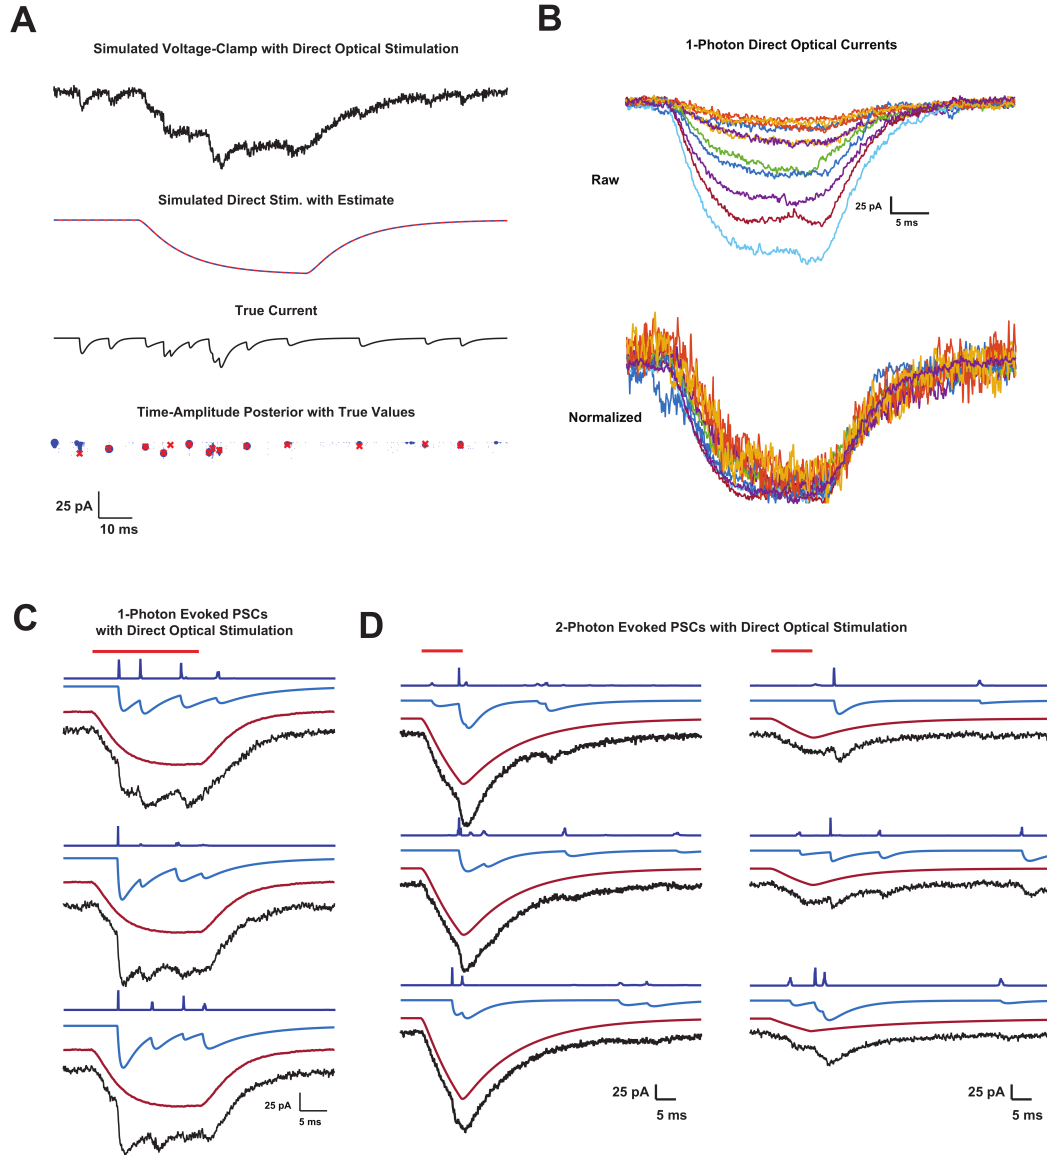 A
Simulated Voltage-Clamp with Direct Optical Stimulation
Simulated Direct Stim. with Estimate
True Current
Time-Amplitude Posterior with True Values
25 pA
10 ms
B
1-Photon Direct Optical Currents
Raw
25 pA
5 ms
Normalized
C
1-Photon Evoked PSCs
with Direct Optical Stimulation
25 pA
5 ms
D
2-Photon Evoked PSCs with Direct Optical Stimulation
25 pA
5 ms
25 pA
5 ms